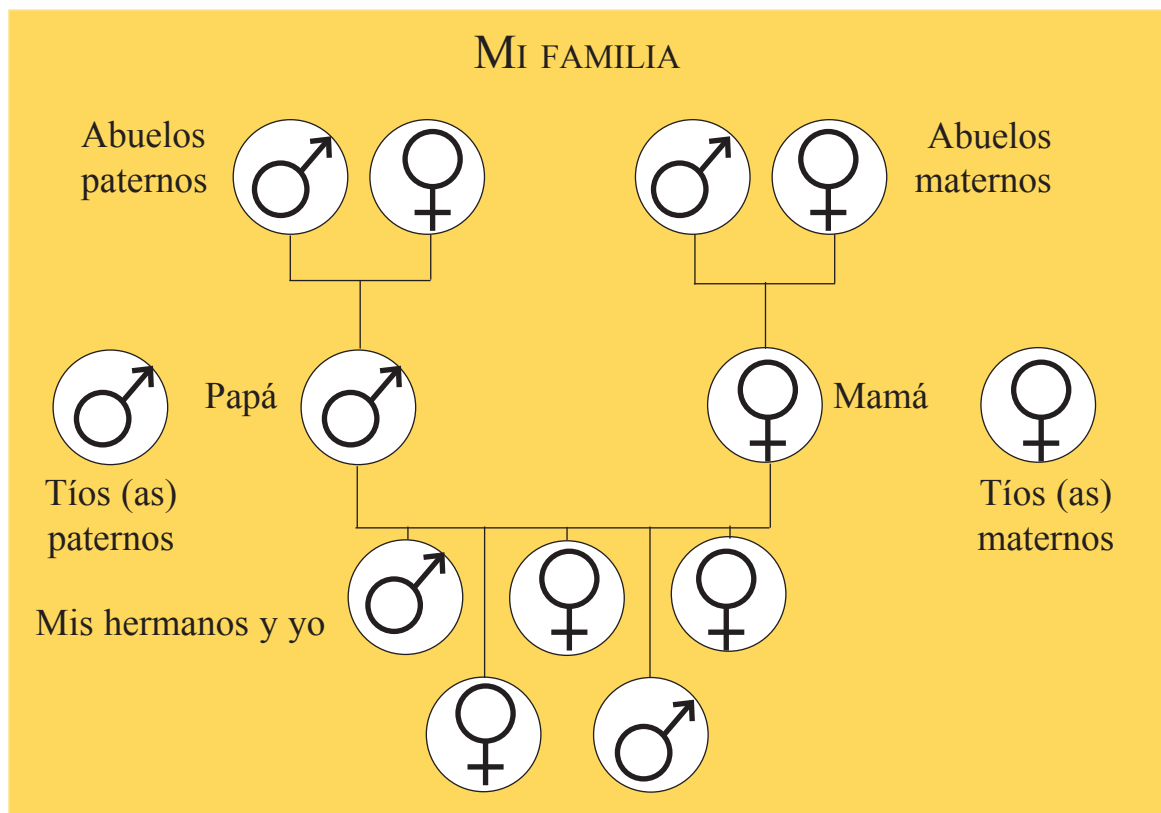 MI FAMILIA
Abuelos
paternos
Abuelos
maternos
Papá
Mamá
Tíos (as)
paternos
Tíos (as)
maternos
Mis hermanos y yo